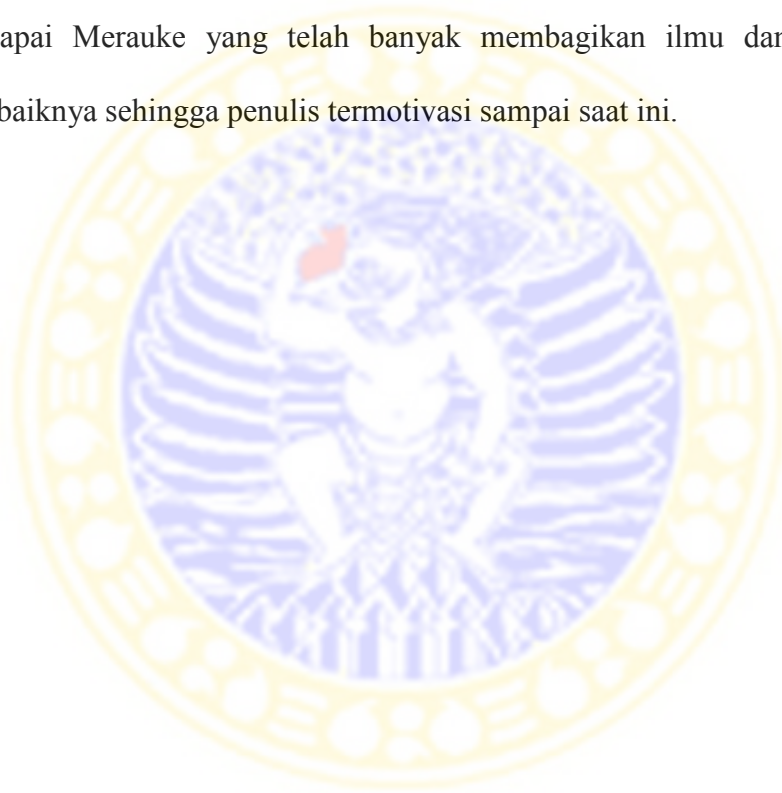 apai Merauke yang telah banyak membagikan ilmu dan
baiknya sehingga penulis termotivasi sampai saat ini.